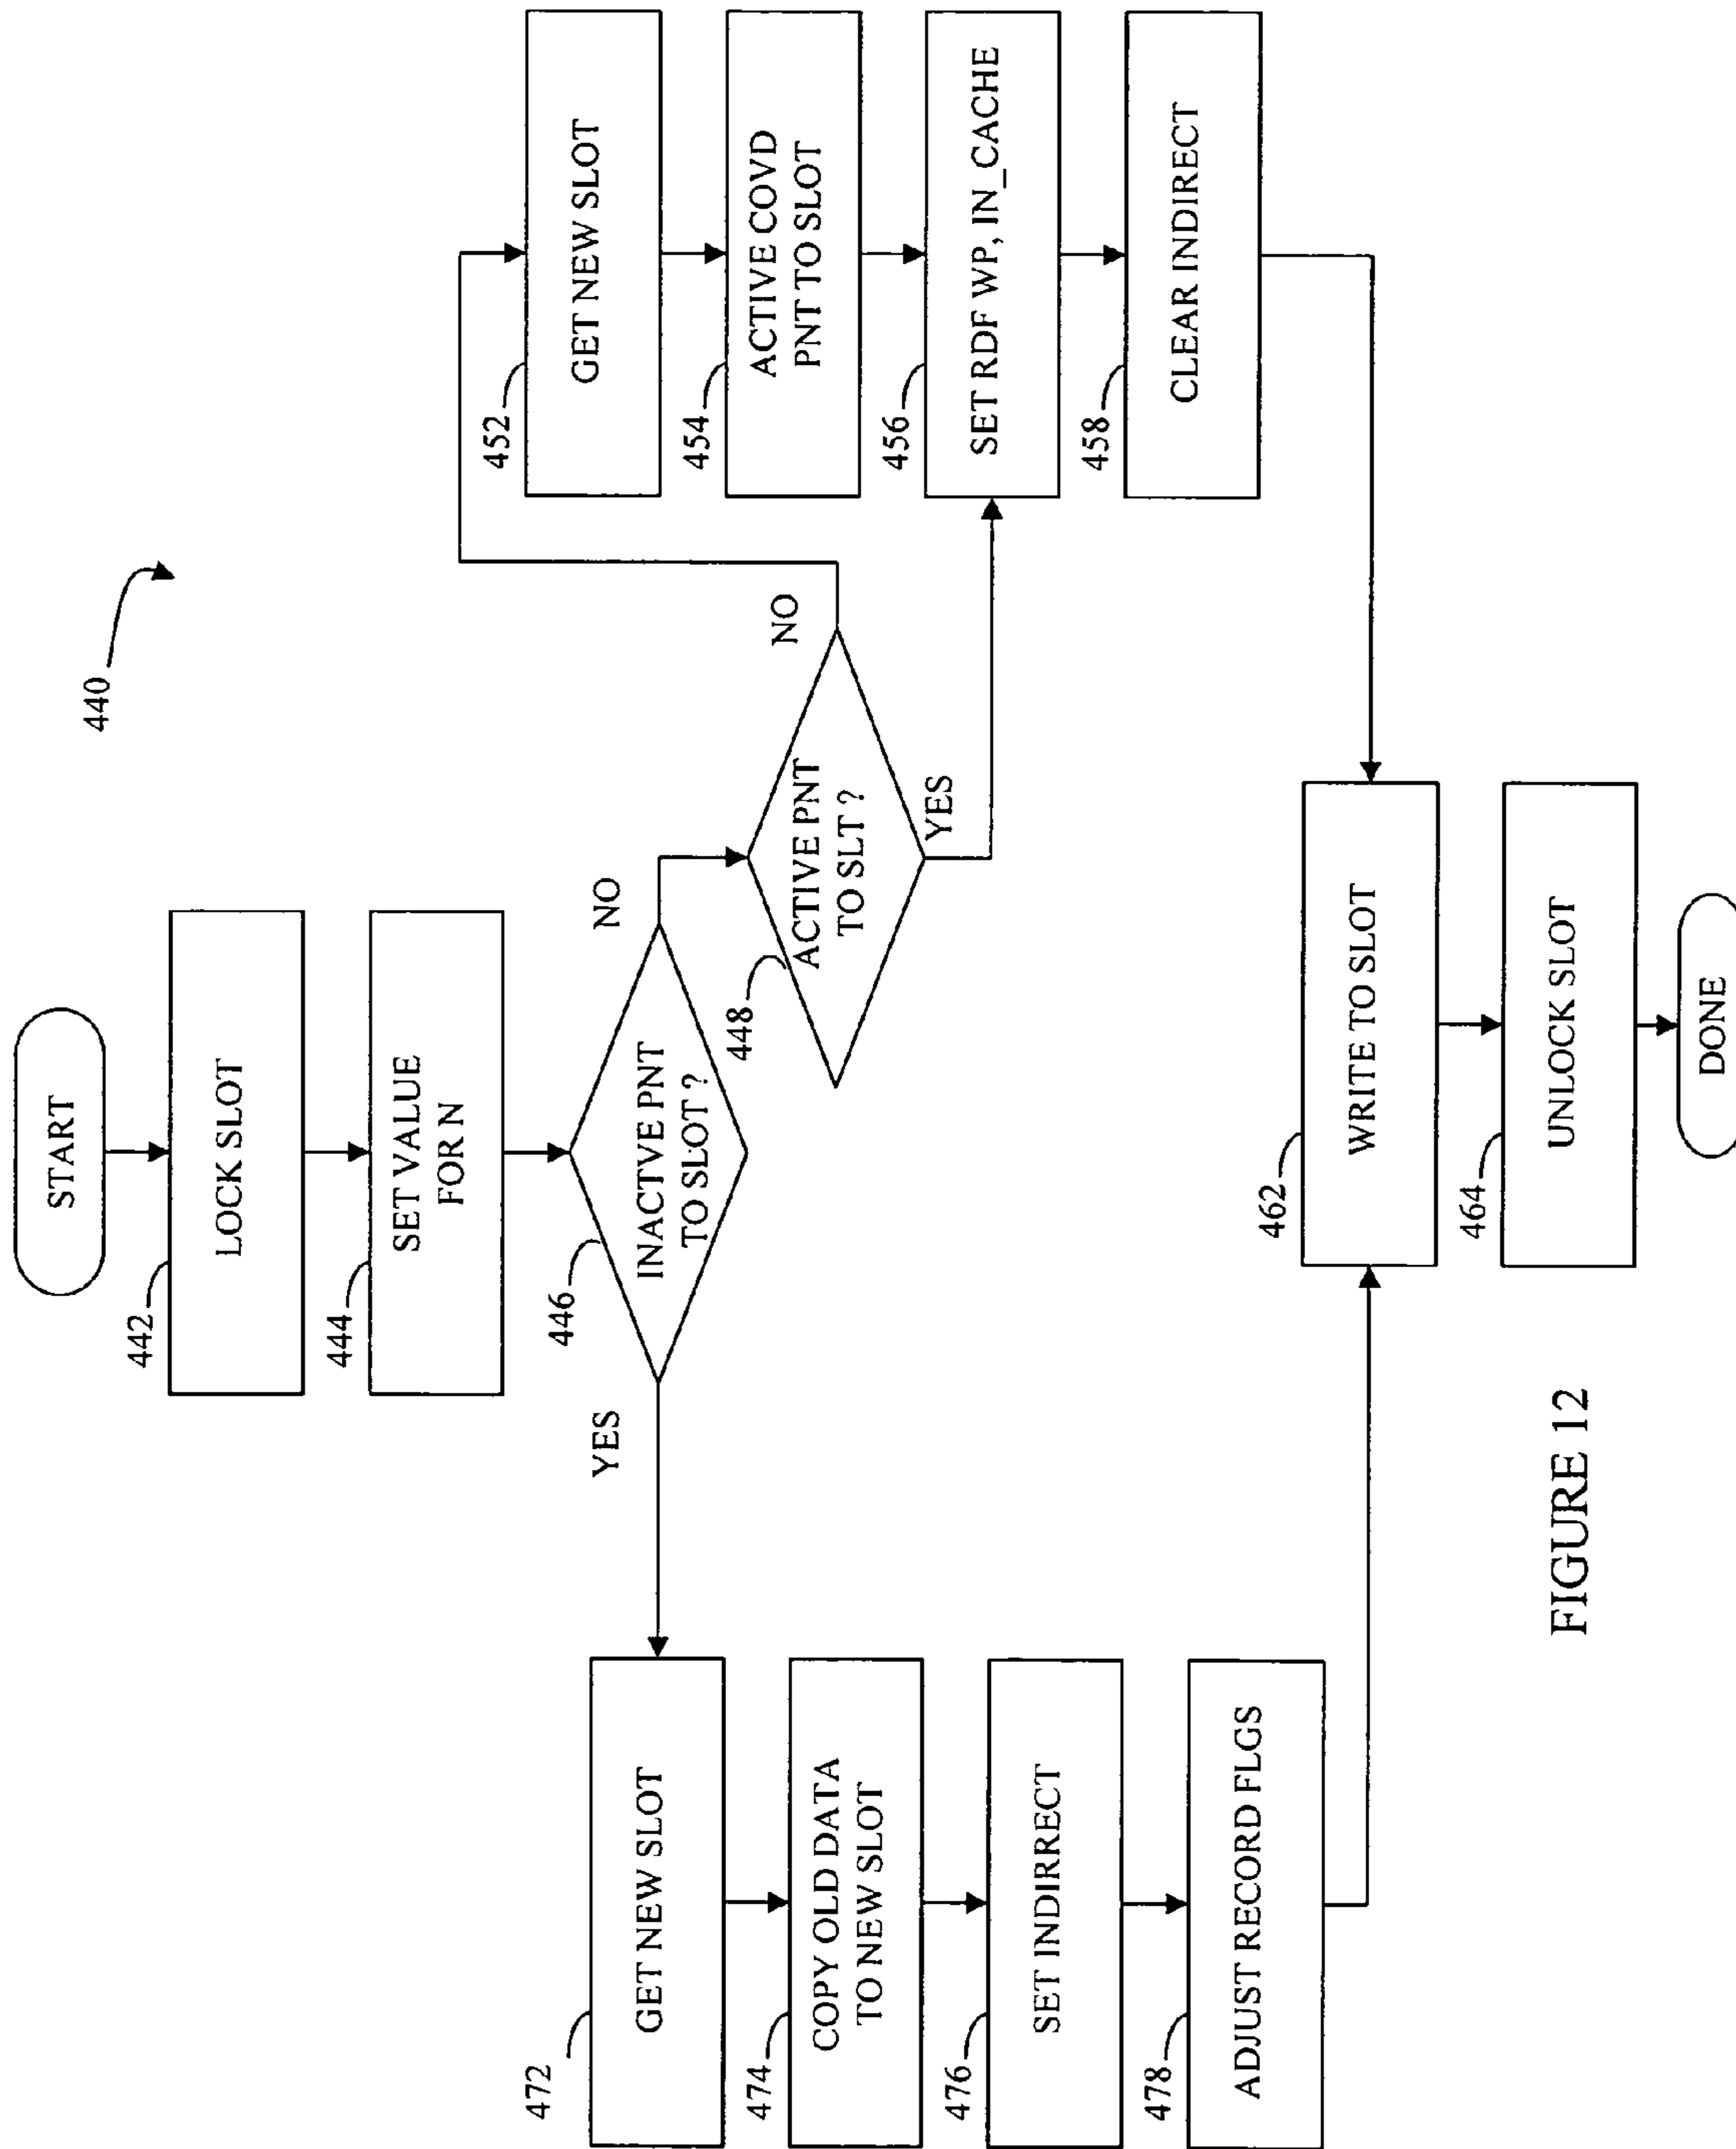 440
START
442
LOCK SLOT
444
SET VALUE
FOR N
446
INACTVE PNT
TO SLOT ?
YES
NO
448
ACTIVE PNT
TO SLT ?
NO
YES
452
GET NEW SLOT
454
ACTIVE COVD
PNT TO SLOT
456
SET RDF WP, IN_CACHE
458
CLEAR INDIRECT
472
GET NEW SLOT
474
COPY OLD DATA
TO NEW SLOT
476
SET INDIRRECT
478
ADJUST RECORD FLGS
462
WRITE TO SLOT
464
UNLOCK SLOT
DONE
FIGURE 12